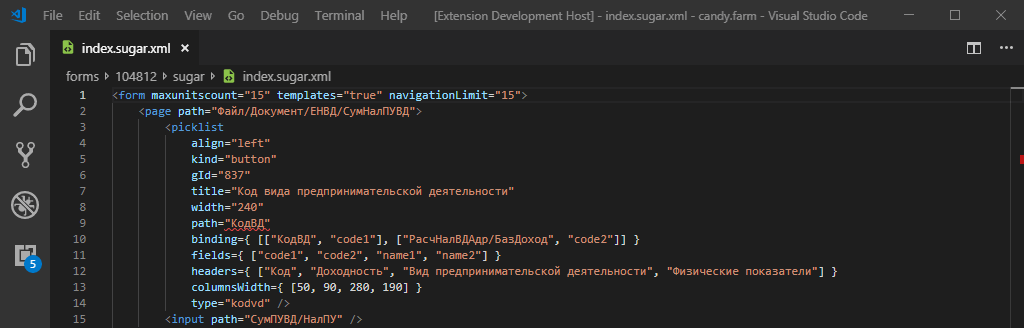 File Edit Selection View Go Debug Terminal Help [Extension Development Host] - index.sugar.xml - candy.farm - Visual Studio Code
index.sugar.xml
forms 104812 sugar index.sugar.xml
1 <form maxunitscount="15" templates="true" navigationLimit="15">
2 <page path="Файл/Документ/ЕНВД/СумНалПУВД">
3 <picklist
4 align="left"
5 kind="button"
6 gId="837"
7 title="Код вида предпринимательской деятельности"
8 width="240"
9 path="КодВД"
10 binding={ [["КодВД", "code1"], ["РасчНалВДАдр/БазДоход", "code2"]] }
11 fields={ ["code1", "code2", "name1", "name2"] }
12 headers={ ["Код", "Доходность", "Вид предпринимательской деятельности", "Физические показатели"] }
13 columnsWidth={ [50, 90, 280, 190] }
14 type="kodvd" />
15 <input path="СумПУВД/НалПУ" />
5